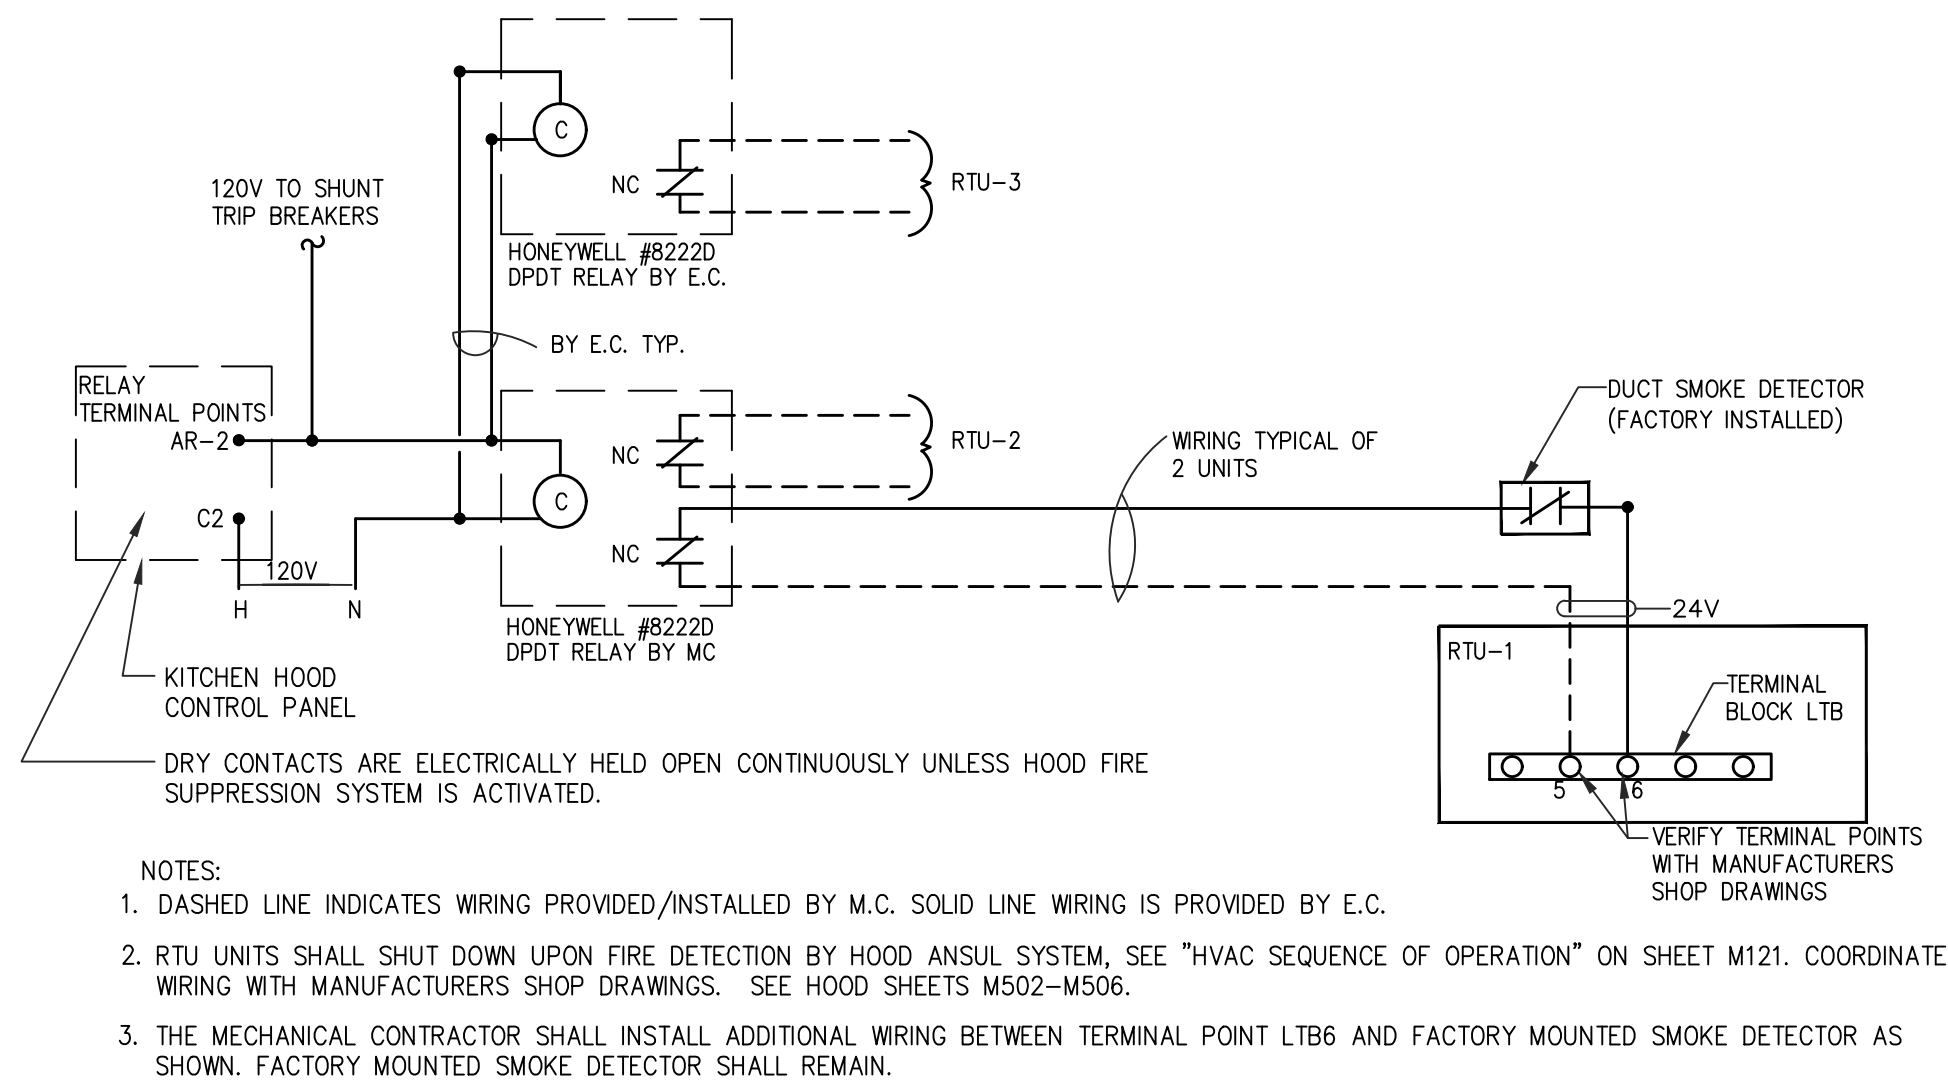 C
NC
RTU-3
120V TO SHUNT
TRIP BREAKERS
HONEYWELL #8222D
DPDT RELAY BY E.C.
BY E.C. TYP.
RELAY
TERMINAL POINTS
AR-2
C2
120V
H
N
NC
RTU-2
C
NC
WIRING TYPICAL OF
2 UNITS
DUCT SMOKE DETECTOR
(FACTORY INSTALLED)
HONEYWELL #8222D
DPDT RELAY BY MC
24V
RTU-1
TERMINAL
BLOCK LTB
5
6
VERIFY TERMINAL POINTS
WITH MANUFACTURERS
SHOP DRAWINGS
KITCHEN HOOD
CONTROL PANEL
DRY CONTACTS ARE ELECTRICALLY HELD OPEN CONTINUOUSLY UNLESS HOOD FIRE
SUPPRESSION SYSTEM IS ACTIVATED.
NOTES:
1. DASHED LINE INDICATES WIRING PROVIDED/INSTALLED BY M.C. SOLID LINE WIRING IS PROVIDED BY E.C.
2. RTU UNITS SHALL SHUT DOWN UPON FIRE DETECTION BY HOOD ANSUL SYSTEM, SEE "HVAC SEQUENCE OF OPERATION" ON SHEET M121. COORDINATE
WIRING WITH MANUFACTURERS SHOP DRAWINGS. SEE HOOD SHEETS M502-M506.
3. THE MECHANICAL CONTRACTOR SHALL INSTALL ADDITIONAL WIRING BETWEEN TERMINAL POINT LTB6 AND FACTORY MOUNTED SMOKE DETECTOR AS
SHOWN. FACTORY MOUNTED SMOKE DETECTOR SHALL REMAIN.